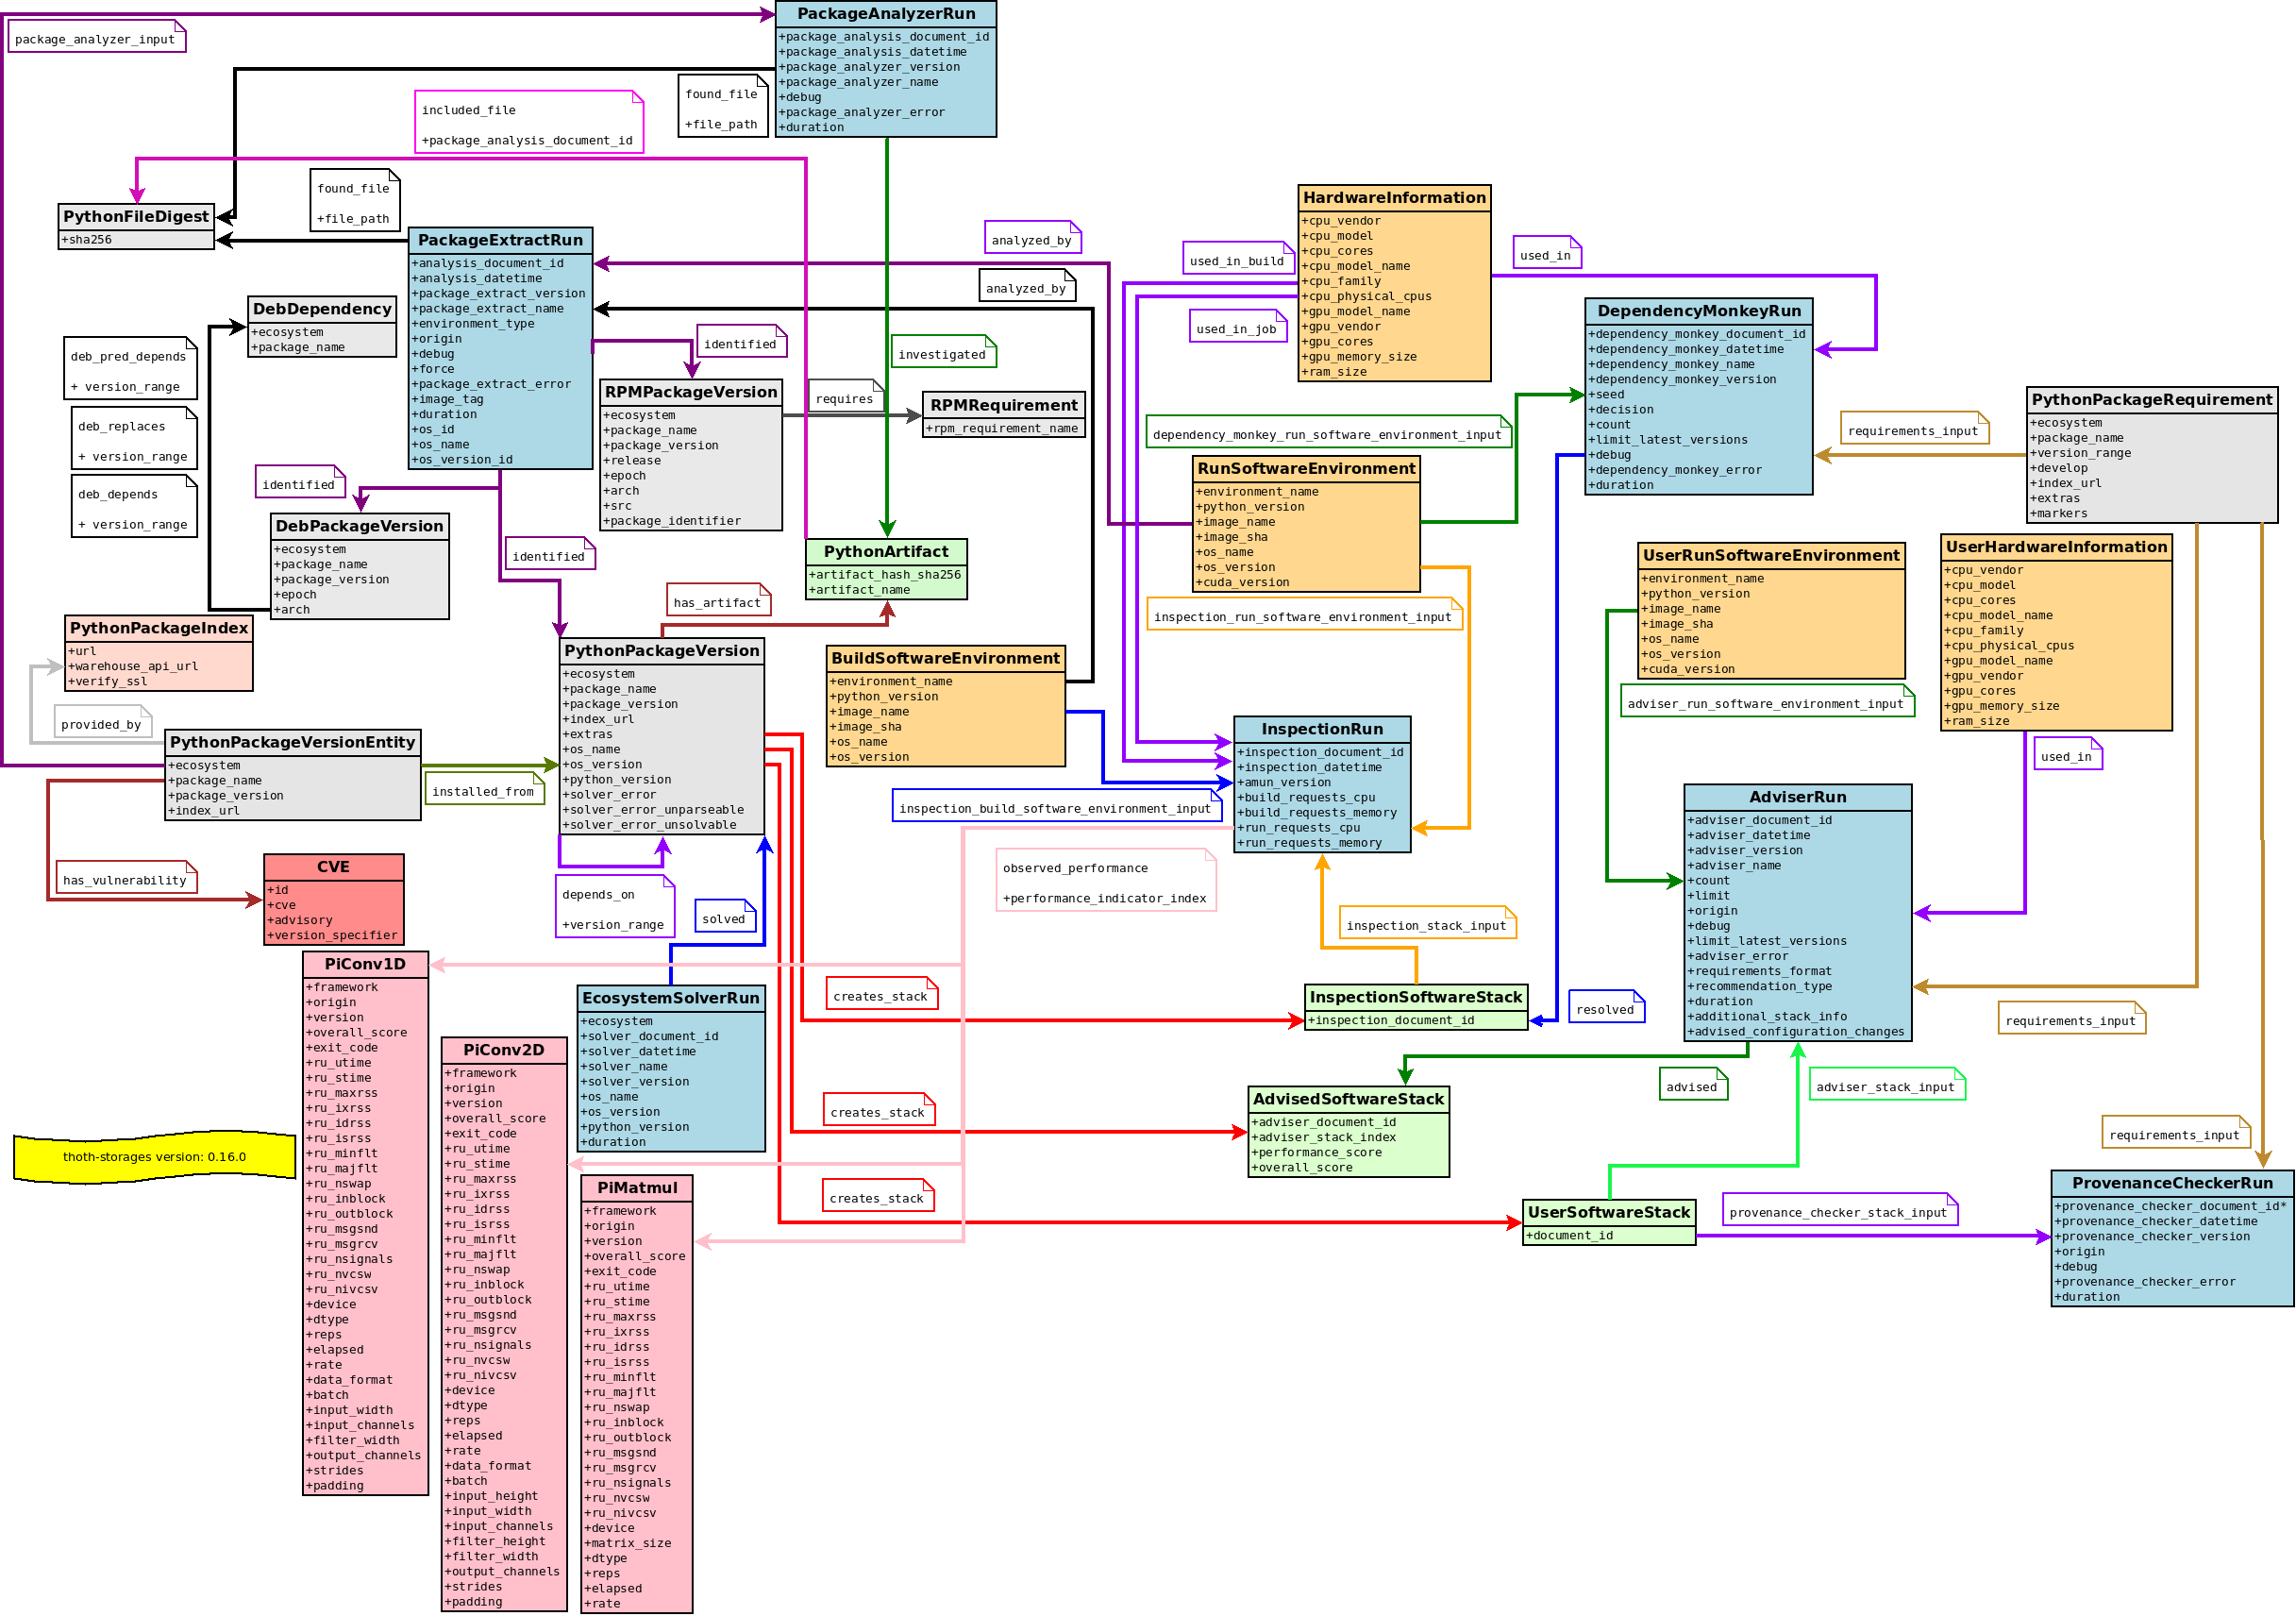 PackageAnalyzerRun
+package_analysis_document_id
+package_analysis_datetime
+package_analyzer_version
+package_analyzer_name
+debug
+package_analyzer_error
+duration
package_analyzer_input
found_file
+file_path
included_file
+package_analysis_document_id
found_file
+file_path
PythonFileDigest
+sha256
PackageExtractRun
+analysis_document_id
+analysis_datetime
+package_extract_version
+package_extract_name
+environment_type
+origin
+debug
+force
+package_extract_error
+image_tag
+duration
+os_id
+os_name
+os_version_id
analyzed_by
analyzed_by
used_in_build
used_in_job
HardwareInformation
+cpu_vendor
+cpu_model
+cpu_cores
+cpu_model_name
+cpu_family
+cpu_physical_cpus
+gpu_model_name
+gpu_vendor
+gpu_cores
+gpu_memory_size
+ram_size
used_in
DependencyMonkeyRun
+dependency_monkey_document_id
+dependency_monkey_datetime
+dependency_monkey_name
+dependency_monkey_version
+seed
+decision
+count
+limit_latest_versions
+debug
+dependency_monkey_error
+duration
DebDependency
+ecosystem
+package_name
deb_pred_depends
+ version_range
deb_replaces
+ version_range
deb_depends
+ version_range
identified
investigated
RPMPackageVersion
+ecosystem
+package_name
+package_version
+release
+epoch
+arch
+src
+package_identifier
requires
RPMRequirement
+rpm_requirement_name
dependency_monkey_run_software_environment_input
requirements_input
PythonPackageRequirement
+ecosystem
+package_name
+version_range
+develop
+index_url
+extras
+markers
RunSoftwareEnvironment
+environment_name
+python_version
+image_name
+image_sha
+os_name
+os_version
+cuda_version
identified
DebPackageVersion
+ecosystem
+package_name
+package_version
+epoch
+arch
identified
PythonArtifact
+artifact_hash_sha256
+artifact_name
has_artifact
inspection_run_software_environment_input
UserRunSoftwareEnvironment
+environment_name
+python_version
+image_name
+image_sha
+os_name
+os_version
+cuda_version
UserHardwareInformation
+cpu_vendor
+cpu_model
+cpu_cores
+cpu_model_name
+cpu_family
+cpu_physical_cpus
+gpu_model_name
+gpu_vendor
+gpu_cores
+gpu_memory_size
+ram_size
PythonPackageIndex
+url
+warehouse_api_url
+verify_ssl
provided_by
PythonPackageVersion
+ecosystem
+package_name
+package_version
+index_url
+extras
+os_name
+os_version
+python_version
+solver_error
+solver_error_unparseable
+solver_error_unsolvable
BuildSoftwareEnvironment
+environment_name
+python_version
+image_name
+image_sha
+os_name
+os_version
adviser_run_software_environment_input
PythonPackageVersionEntity
+ecosystem
+package_name
+package_version
+index_url
installed_from
InspectionRun
+inspection_document_id
+inspection_datetime
+amun_version
+build_requests_cpu
+build_requests_memory
+run_requests_cpu
+run_requests_memory
used_in
inspection_build_software_environment_input
AdviserRun
+adviser_document_id
+adviser_datetime
+adviser_version
+adviser_name
+count
+limit
+origin
+debug
+limit_latest_versions
+adviser_error
+requirements_format
+recommendation_type
+duration
+additional_stack_info
+advised_configuration_changes
has_vulnerability
CVE
+id
+cve
+advisory
+version_specifier
depends_on
+version_range
solved
observed_performance
+performance_indicator_index
inspection_stack_input
PiConv1D
+framework
+origin
+version
+overall_score
+exit_code
+ru_utime
+ru_stime
+ru_maxrss
+ru_ixrss
+ru_idrss
+ru_isrss
+ru_minflt
+ru_majflt
+ru_nswap
+ru_inblock
+ru_outblock
+ru_msgsnd
+ru_msgrcv
+ru_nsignals
+ru_nvcsw
+ru_nivcsv
+device
+dtype
+reps
+elapsed
+rate
+data_format
+batch
+input_width
+input_channels
+filter_width
+output_channels
+strides
+padding
PiConv2D
+framework
+origin
+version
+overall_score
+exit_code
+ru_utime
+ru_stime
+ru_maxrss
+ru_ixrss
+ru_idrss
+ru_isrss
+ru_minflt
+ru_majflt
+ru_nswap
+ru_inblock
+ru_outblock
+ru_msgsnd
+ru_msgrcv
+ru_nsignals
+ru_nvcsw
+ru_nivcsv
+device
+dtype
+reps
+elapsed
+rate
+data_format
+batch
+input_height
+input_width
+input_channels
+filter_height
+filter_width
+output_channels
+strides
+padding
EcosystemSolverRun
+ecosystem
+solver_document_id
+solver_datetime
+solver_name
+solver_version
+os_name
+os_version
+python_version
+duration
creates_stack
InspectionSoftwareStack
+inspection_document_id
resolved
requirements_input
advised
adviser_stack_input
creates_stack
AdvisedSoftwareStack
+adviser_document_id
+adviser_stack_index
+performance_score
+overall_score
requirements_input
thoth-storages version: 0.16.0
PiMatmul
+framework
+origin
+version
+overall_score
+exit_code
+ru_utime
+ru_stime
+ru_maxrss
+ru_ixrss
+ru_idrss
+ru_isrss
+ru_minflt
+ru_majflt
+ru_nswap
+ru_inblock
+ru_outblock
+ru_msgsnd
+ru_msgrcv
+ru_nsignals
+ru_nvcsw
+ru_nivcsv
+device
+matrix_size
+dtype
+reps
+elapsed
+rate
creates_stack
UserSoftwareStack
+document_id
provenance_checker_stack_input
ProvenanceCheckerRun
+provenance_checker_document_id*
+provenance_checker_datetime
+provenance_checker_version
+origin
+debug
+provenance_checker_error
+duration